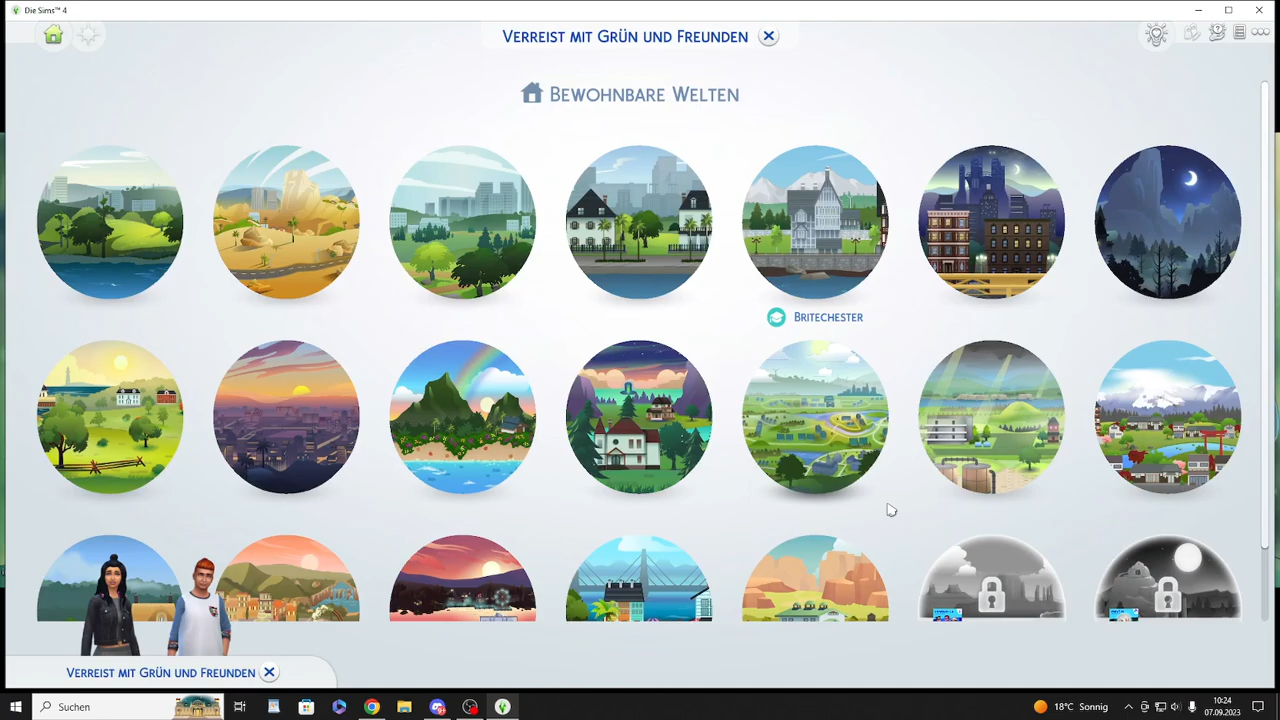 Die Sims™ 4
Verreist mit Grün und Freunden
Bewohnbare Welten
Britechester
Verreist mit Grün und Freunden
Suchen
18°C Sonnig
10:24
07.09.2023